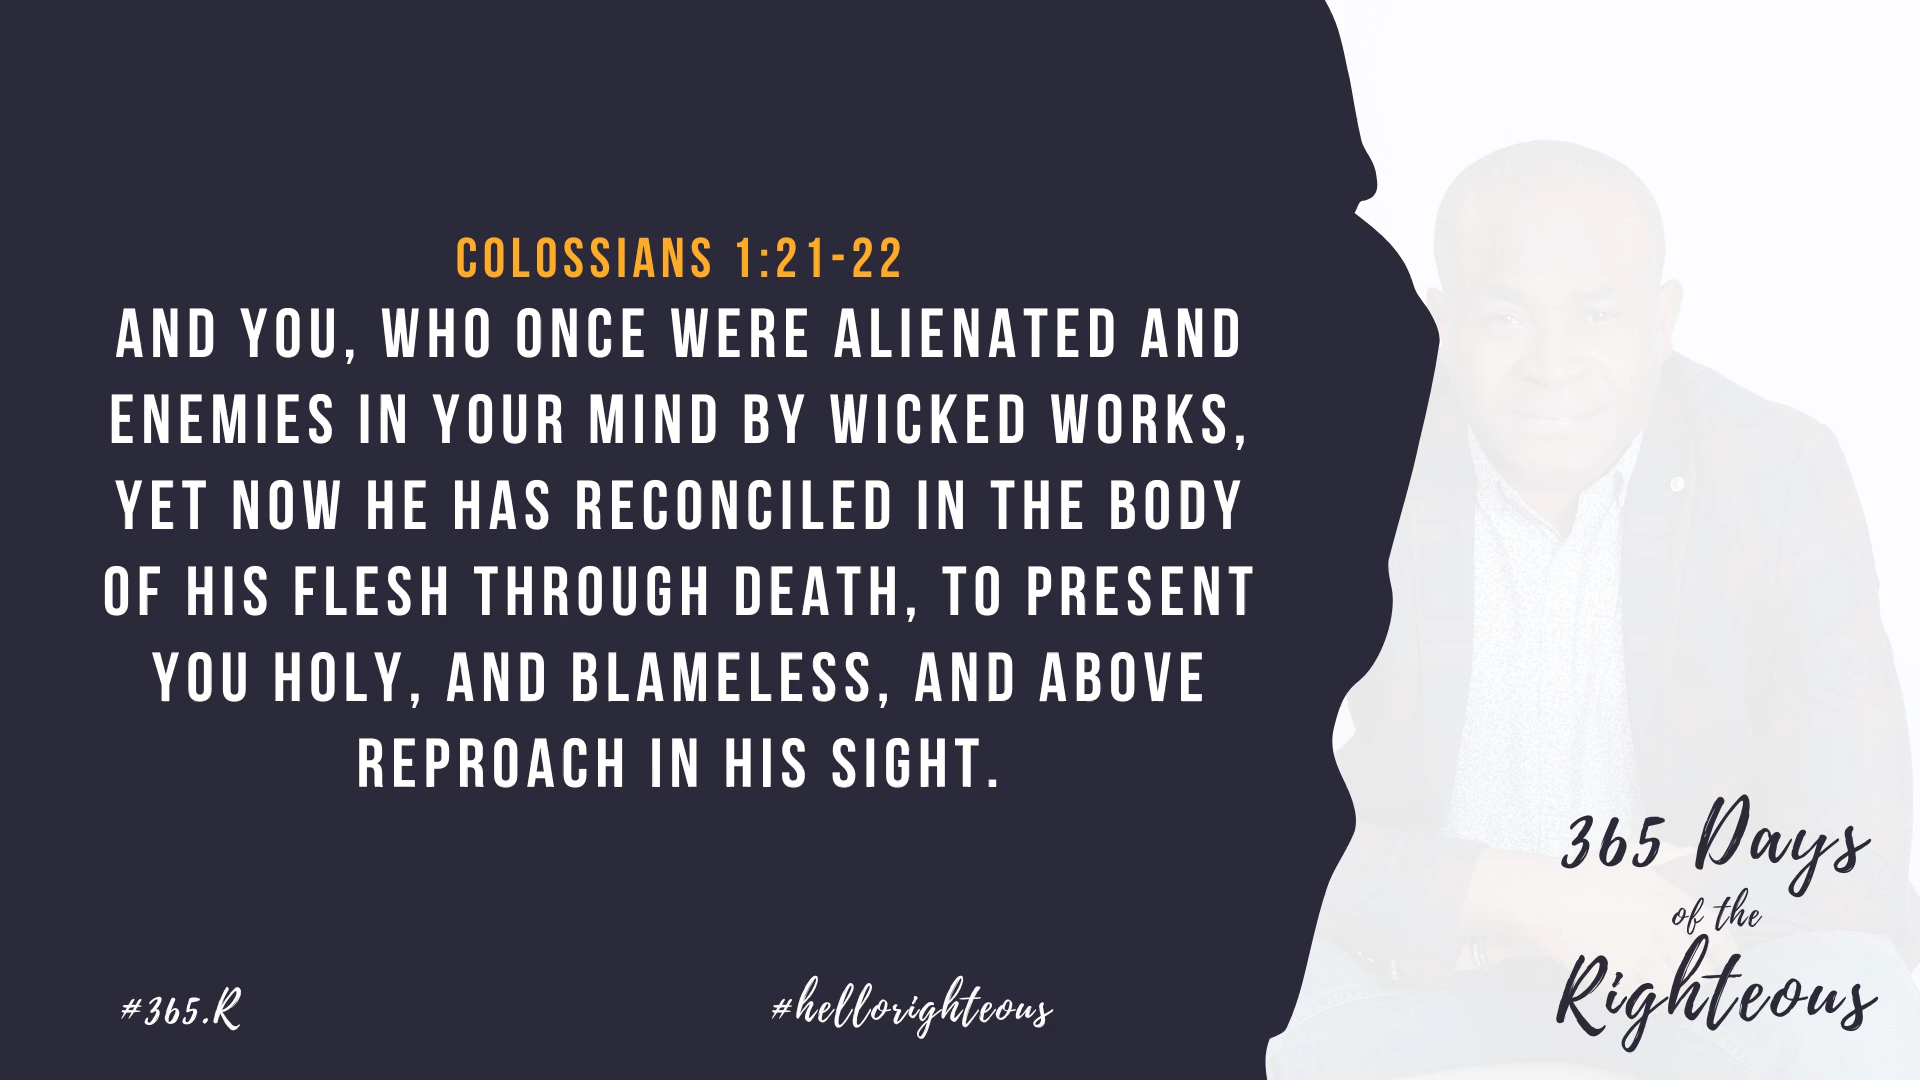 COLOSSIANS 1:21-22
AND YOU, WHO ONCE WERE ALIENATED AND
ENEMIES IN YOUR MIND BY WICKED WORKS,
YET NOW HE HAS RECONCILED IN THE BODY
OF HIS FLESH THROUGH DEATH, TO PRESENT
YOU HOLY, AND BLAMELESS, AND ABOVE
REPROACH IN HIS SIGHT.
#365.R
#hellorighteous
365 Days
of the
Righteous